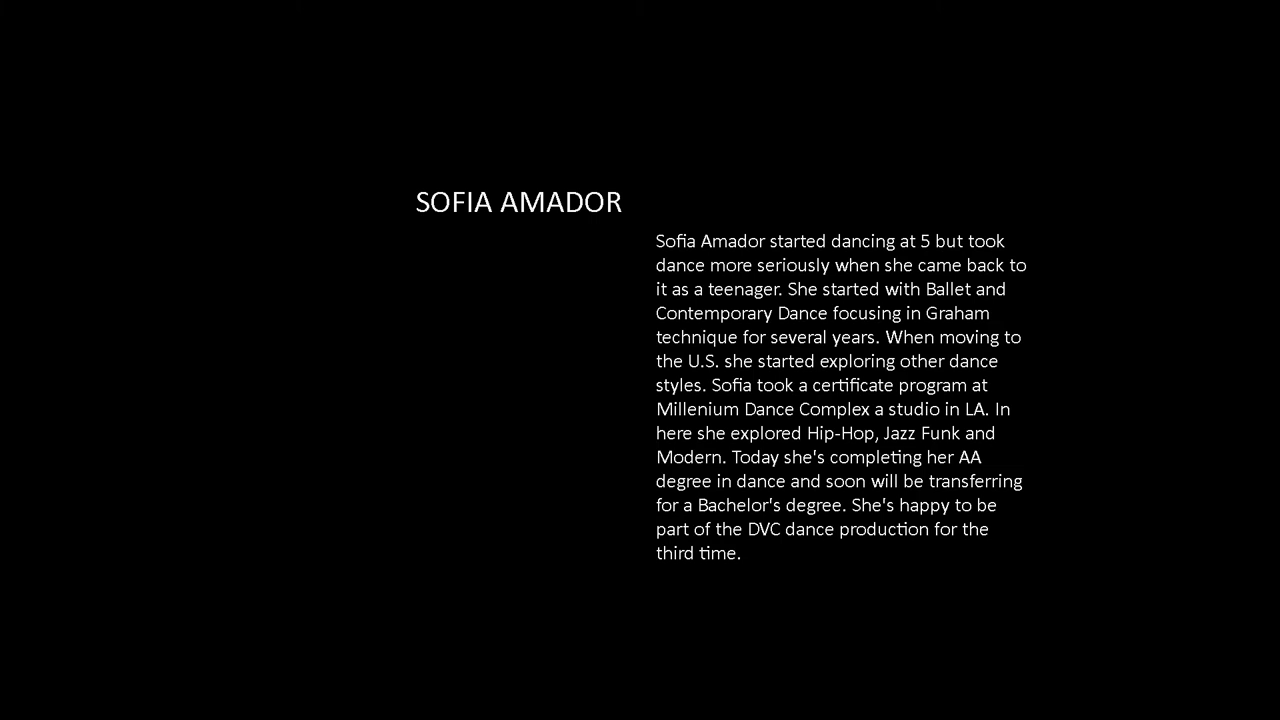 SOFIA AMADOR
Sofia Amador started dancing at 5 but took
dance more seriously when she came back to
it as a teenager. She started with Ballet and
Contemporary Dance focusing in Graham
technique for several years. When moving to
the U.S. she started exploring other dance
styles. Sofia took a certificate program at
Millenium Dance Complex a studio in LA. In
here she explored Hip-Hop, Jazz Funk and
Modern. Today she's completing her AA
degree in dance and soon will be transferring
for a Bachelor's degree. She's happy to be
part of the DVC dance production for the
third time.